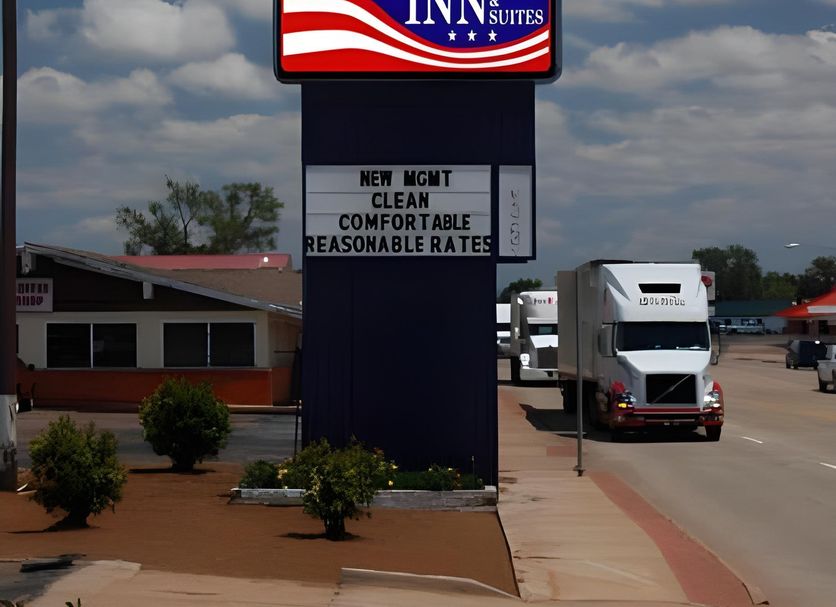 INN &
SUITES
NEW MGMT
CLEAN
COMFORTABLE
REASONABLE RATES